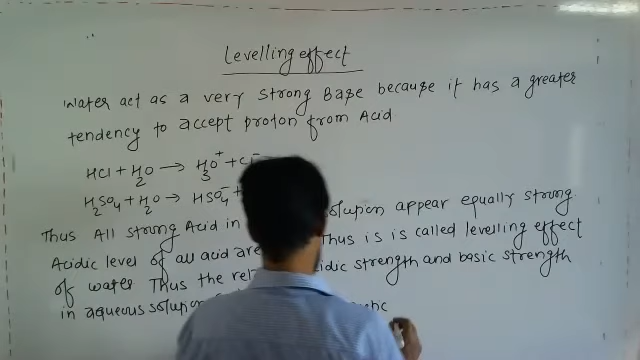 Levelling effect
Water act as a very strong Base because it has a greater
tendency to accept proton from Acid
HCl + H2O → H3O+ + Cl-
H2SO4 + H2O → HSO4- +
Thus All strong Acid in solution appear equally strong
Acidic level of all acid are Thus is is called levelling effect
of water Thus the acidic strength and basic strength
in aqueous solution